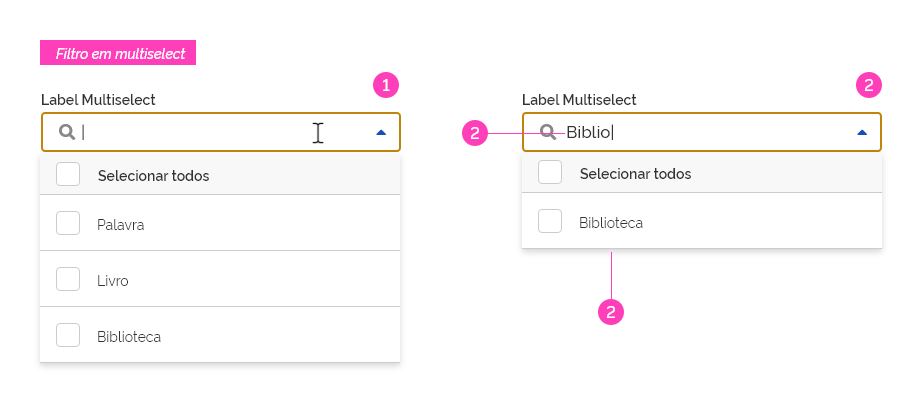 Filtro em multiselect
1
Label Multiselect
Selecionar todos
Palavra
Livro
Biblioteca
2
Label Multiselect
2
Biblio
Selecionar todos
Biblioteca
2